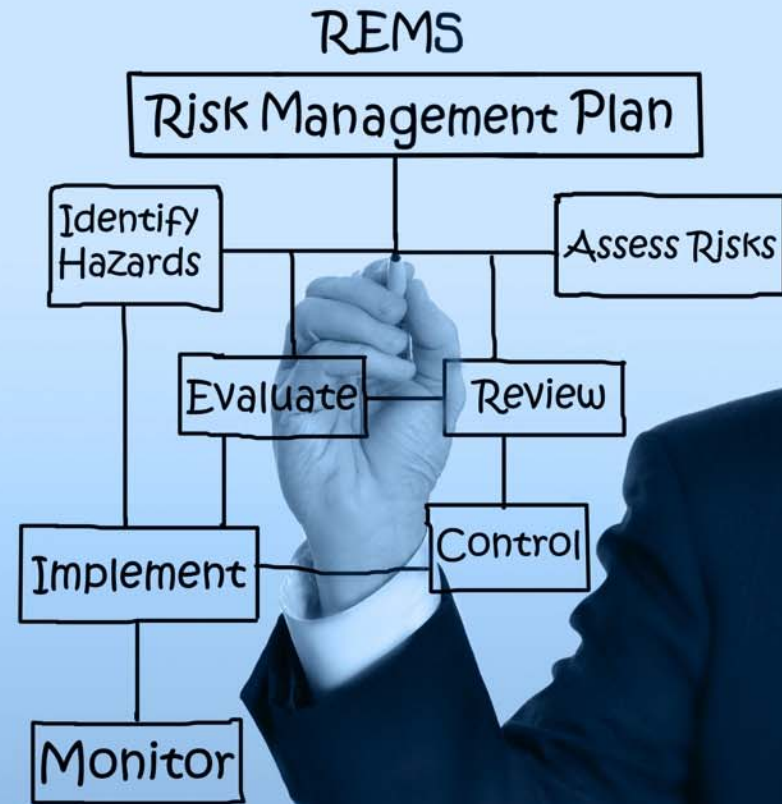 REMS
Risk Management Plan
Identify
Hazards
Assess Risks
Evaluate
Review
Implement
Control
Monitor